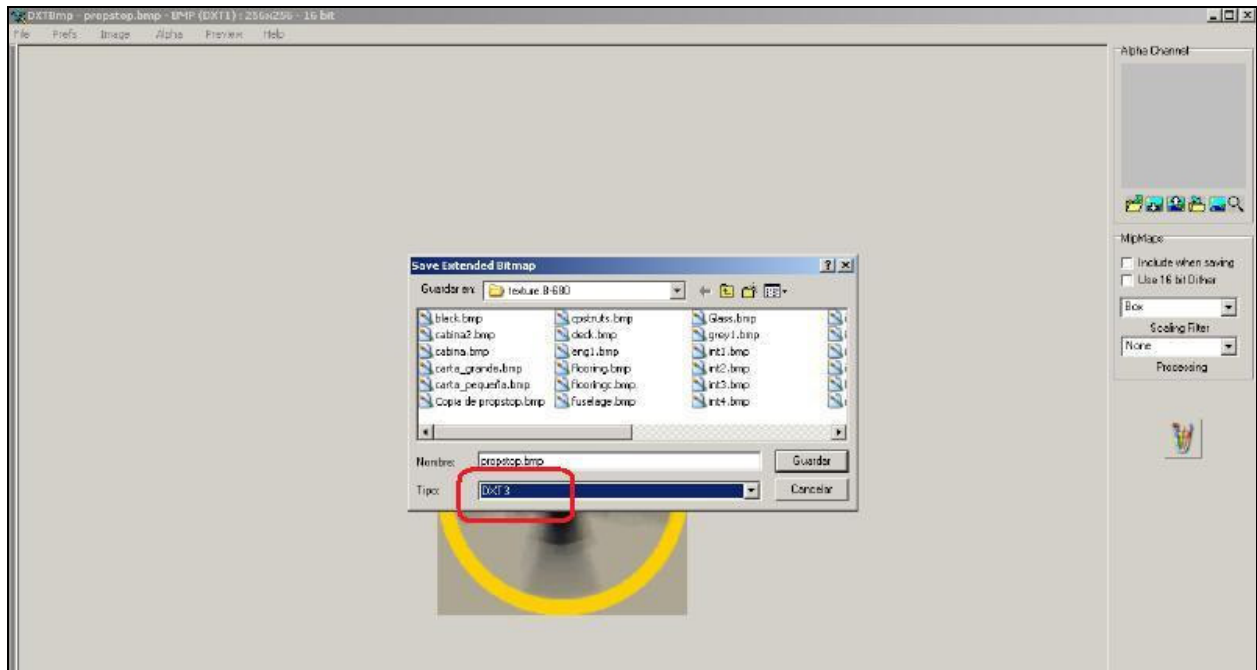 DXTBmp - propstop.bmp - BMP (DXT1) : 256x256 - 16 bit
File Prefs Image Alpha Preview Help
Alpha Channel
MipMaps
Include when saving
Use 16 bit Dither
Box
Scaling Filter
None
Processing
Save Extended Bitmap
Guardar en: texture.B-680
black.bmp
cabina2.bmp
cabina.bmp
carta_grande.bmp
carta_pequeña.bmp
Copia de propstop.bmp
cpstruts.bmp
deck.bmp
eng1.bmp
flooring.bmp
flooringc.bmp
fuselage.bmp
Glass.bmp
grey1.bmp
int1.bmp
int2.bmp
int3.bmp
int4.bmp
Nombre: propstop.bmp Guardar
Tipo: DXT3 Cancelar